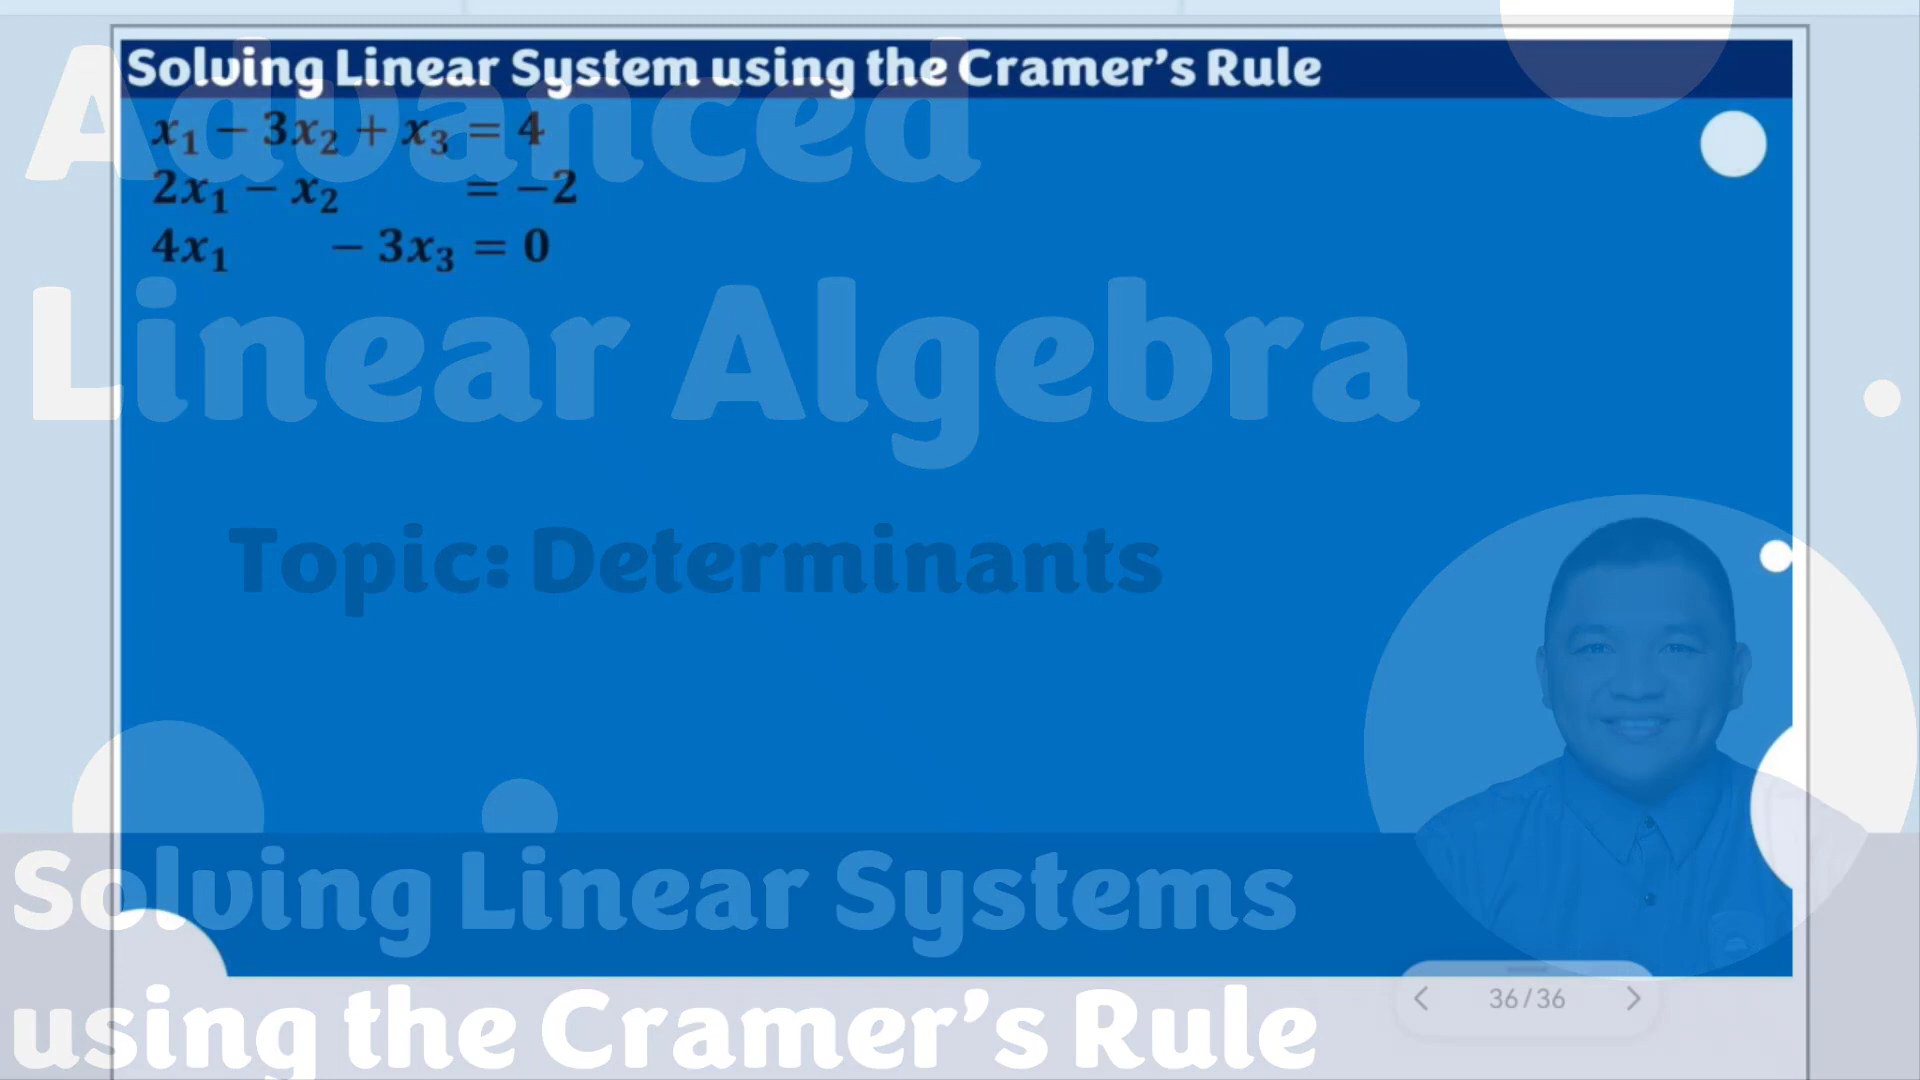 Solving Linear System using the Cramer's Rule
Advanced
x₁ − 3x₂ + x₃ = 4
2x₁ − x₂ = −2
4x₁ − 3x₃ = 0
Linear Algebra
Topic: Determinants
Solving Linear Systems
using the Cramer's Rule
36/36